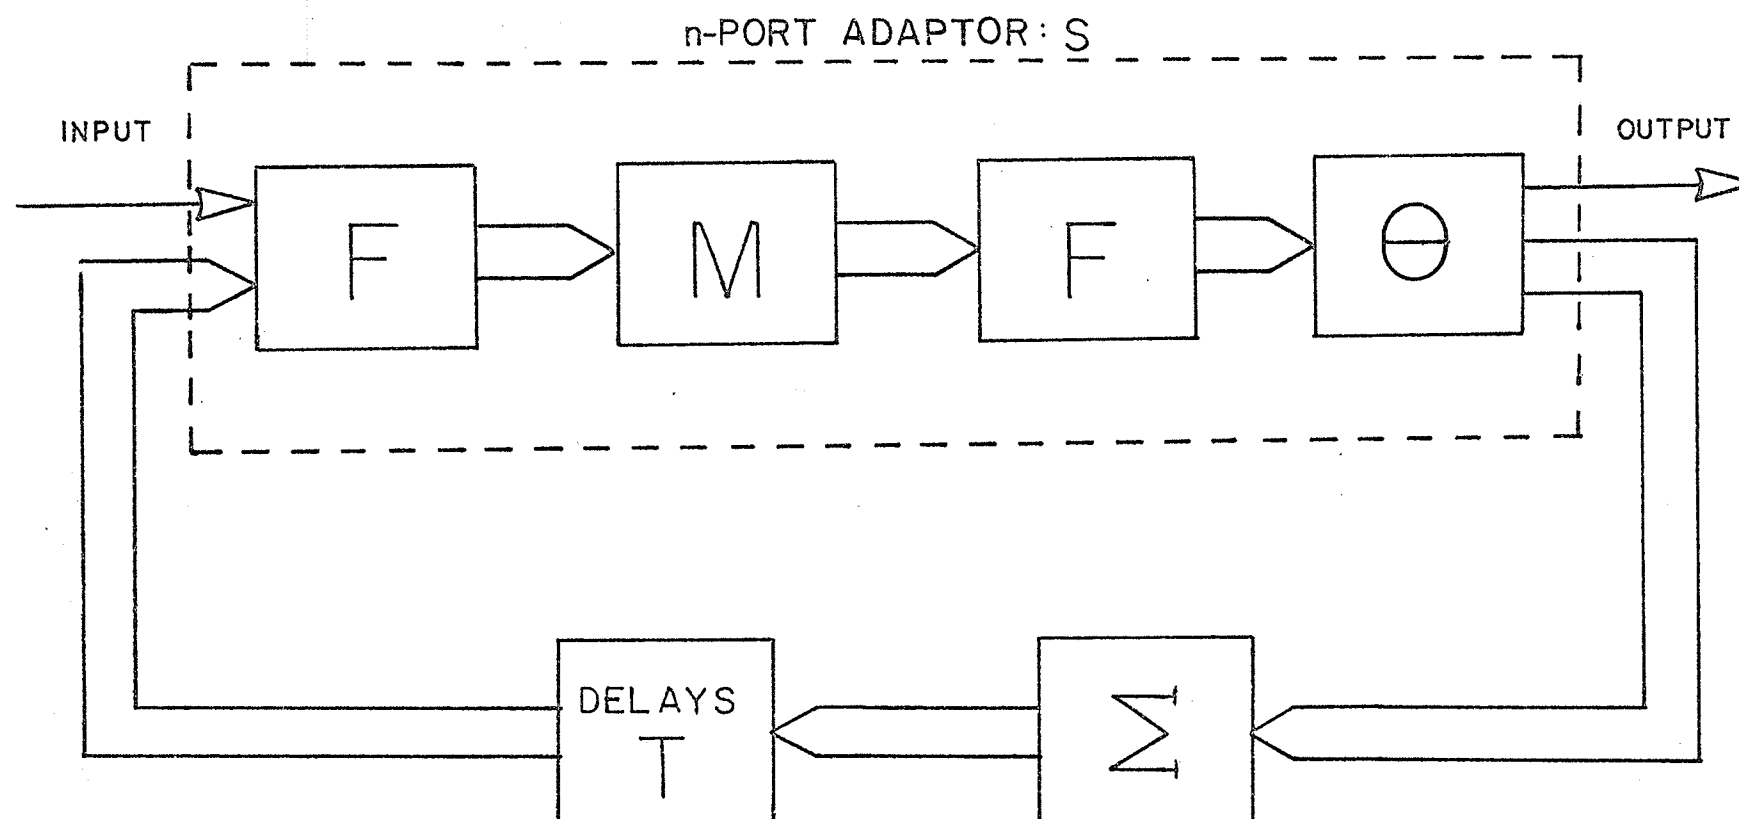 n-PORT ADAPTOR: S
INPUT
OUTPUT
F
M
F
Θ
DELAYS
T
Σ